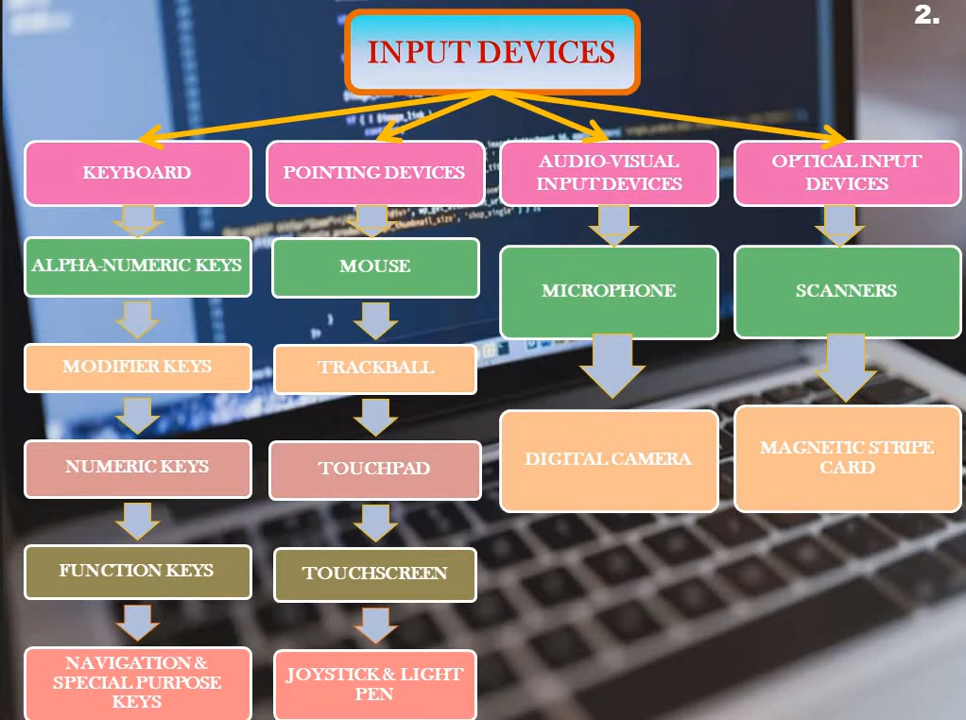 2.
INPUT DEVICES
KEYBOARD
POINTING DEVICES
AUDIO-VISUAL
INPUT DEVICES
OPTICAL INPUT
DEVICES
ALPHA-NUMERIC KEYS
MOUSE
MICROPHONE
SCANNERS
MODIFIER KEYS
TRACKBALL
DIGITAL CAMERA
MAGNETIC STRIPE
CARD
NUMERIC KEYS
TOUCHPAD
FUNCTION KEYS
TOUCHSCREEN
NAVIGATION &
SPECIAL PURPOSE
KEYS
JOYSTICK & LIGHT
PEN